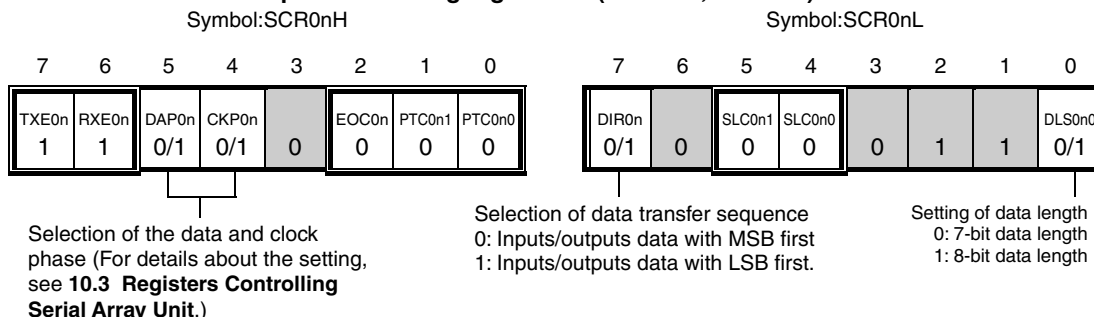 Symbol:SCR0nH
7 6 5 4 3 2 1 0
TXE0n RXE0n DAP0n CKP0n EOC0n PTC0n1 PTC0n0
1 1 0/1 0/1 0 0 0 0
Selection of the data and clock
phase (For details about the setting,
see 10.3 Registers Controlling
Serial Array Unit.)
Symbol:SCR0nL
7 6 5 4 3 2 1 0
DIR0n SLC0n1 SLC0n0 DLS0n0
0/1 0 0 0 0 1 1 0/1
Selection of data transfer sequence
0: Inputs/outputs data with MSB first
1: Inputs/outputs data with LSB first.
Setting of data length
0: 7-bit data length
1: 8-bit data length